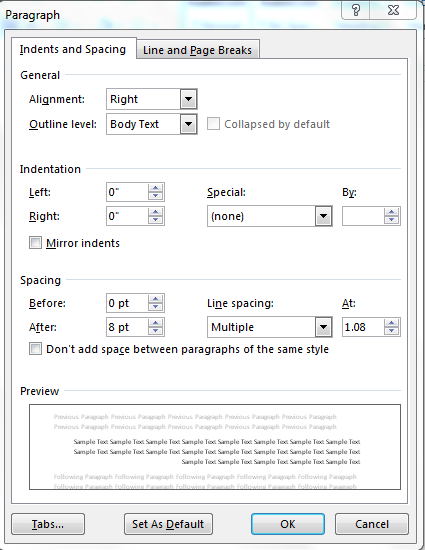 Paragraph
Indents and Spacing Line and Page Breaks
General
Alignment: Right
Outline level: Body Text Collapsed by default
Indentation
Left: 0" Special: By:
Right: 0" (none)
Mirror indents
Spacing
Before: 0 pt Line spacing: At:
After: 8 pt Multiple 1.08
Don't add space between paragraphs of the same style
Preview
Previous Paragraph Previous Paragraph Previous Paragraph Previous Paragraph Previous Paragraph
Previous Paragraph Previous Paragraph Previous Paragraph Previous Paragraph Previous Paragraph
Sample Text Sample Text Sample Text Sample Text Sample Text Sample Text Sample Text Sample Text
Sample Text Sample Text Sample Text Sample Text Sample Text Sample Text Sample Text Sample Text
Sample Text Sample Text Sample Text Sample Text Sample Text
Following Paragraph Following Paragraph Following Paragraph Following Paragraph Following Paragraph
Following Paragraph Following Paragraph Following Paragraph Following Paragraph Following Paragraph
Tabs... Set As Default OK Cancel